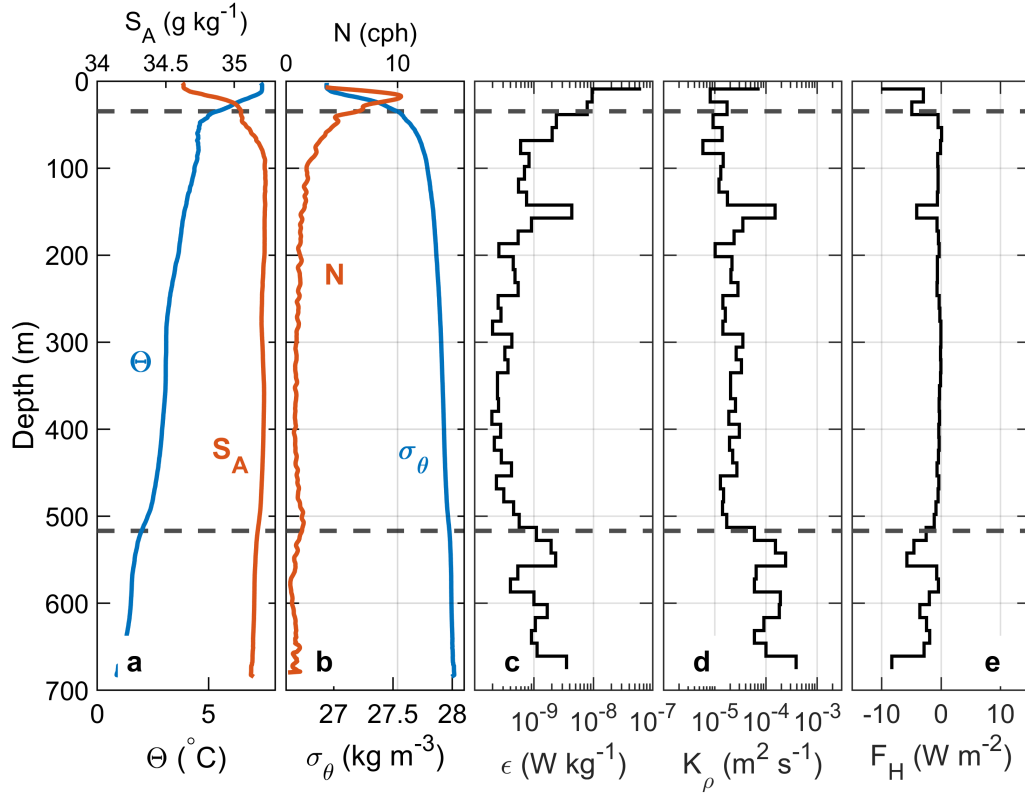 S_A (g kg^-1) N (cph)
34 34.5 35 0 10
0
100
200
300
400
500
600
700
Depth (m)
Θ
S_A
N
σ_θ
a b c d e
0 5 27 27.5 28 10^-9 10^-8 10^-7 10^-5 10^-4 10^-3 -10 0 10
Θ (°C) σ_θ (kg m^-3) ϵ (W kg^-1) K_ρ (m^2 s^-1) F_H (W m^-2)